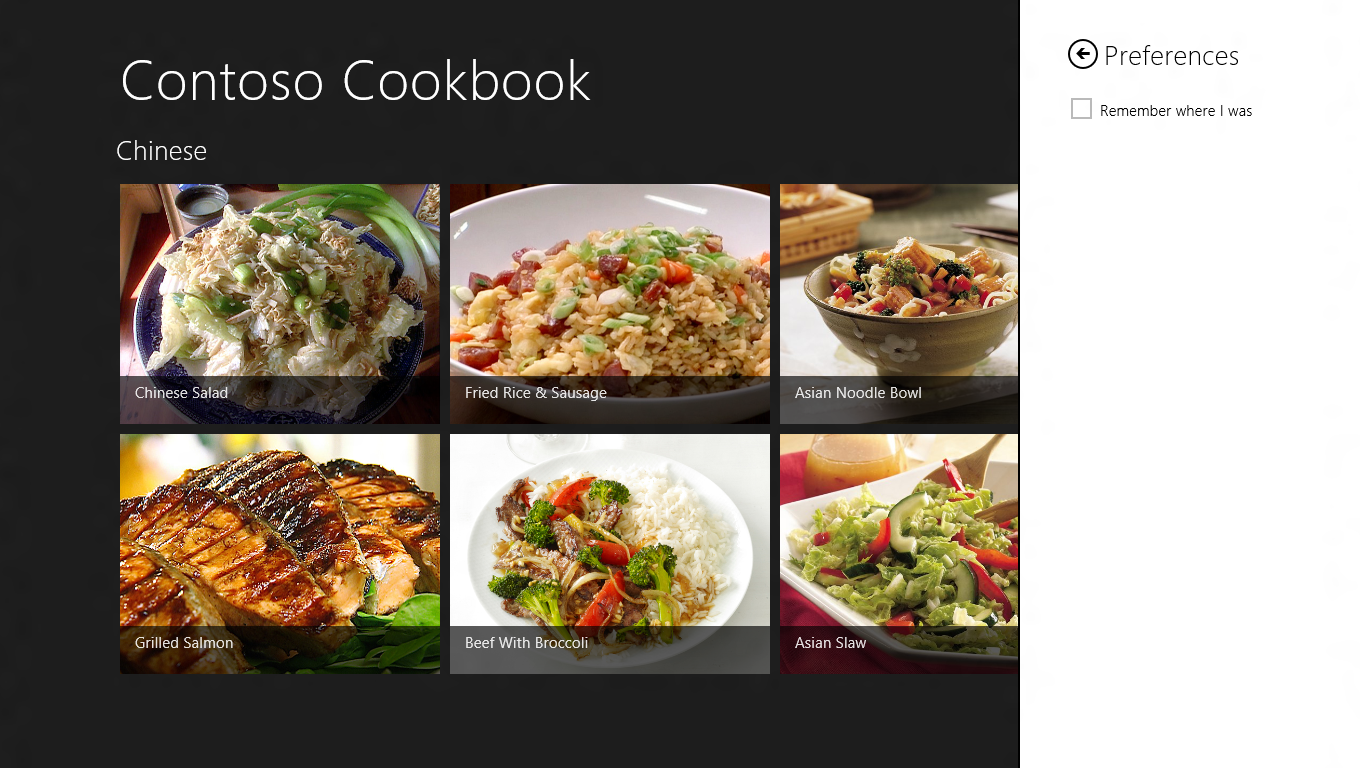 Contoso Cookbook
Chinese
Chinese Salad
Fried Rice & Sausage
Asian Noodle Bowl
Grilled Salmon
Beef With Broccoli
Asian Slaw
Preferences
Remember where I was